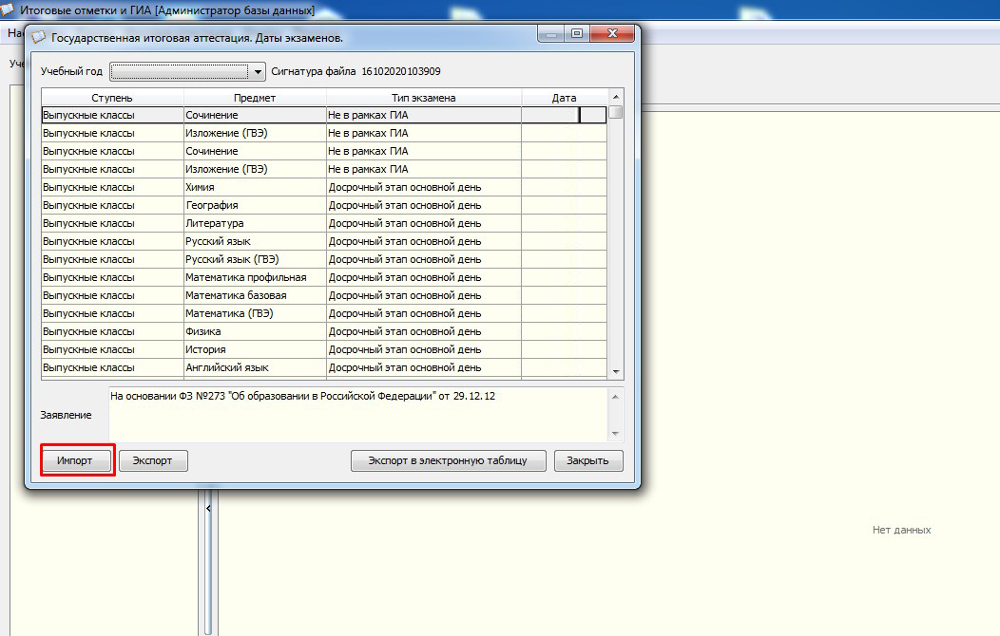 Итоговые отметки и ГИА [Администратор базы данных]
Государственная итоговая аттестация. Даты экзаменов.
Учебный год Сигнатура файла 16102020103909
Ступень Предмет Тип экзамена Дата
Выпускные классы Сочинение Не в рамках ГИА
Выпускные классы Изложение (ГВЭ) Не в рамках ГИА
Выпускные классы Сочинение Не в рамках ГИА
Выпускные классы Изложение (ГВЭ) Не в рамках ГИА
Выпускные классы Химия Досрочный этап основной день
Выпускные классы География Досрочный этап основной день
Выпускные классы Литература Досрочный этап основной день
Выпускные классы Русский язык Досрочный этап основной день
Выпускные классы Русский язык (ГВЭ) Досрочный этап основной день
Выпускные классы Математика профильная Досрочный этап основной день
Выпускные классы Математика базовая Досрочный этап основной день
Выпускные классы Математика (ГВЭ) Досрочный этап основной день
Выпускные классы Физика Досрочный этап основной день
Выпускные классы История Досрочный этап основной день
Выпускные классы Английский язык Досрочный этап основной день
Заявление На основании ФЗ №273 "Об образовании в Российской Федерации" от 29.12.12
Импорт Экспорт Экспорт в электронную таблицу Закрыть
Нет данных